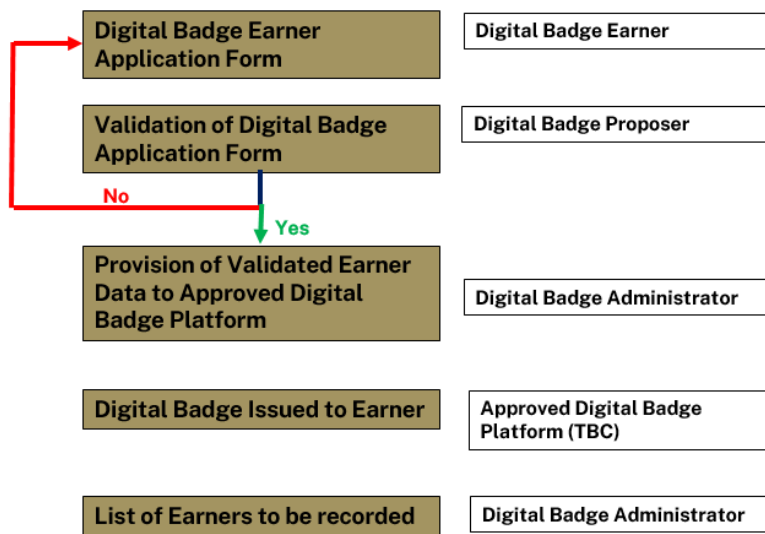 Digital Badge Earner
Application Form
Digital Badge Earner
Validation of Digital Badge
Application Form
Digital Badge Proposer
No
Yes
Provision of Validated Earner
Data to Approved Digital
Badge Platform
Digital Badge Administrator
Digital Badge Issued to Earner
Approved Digital Badge
Platform (TBC)
List of Earners to be recorded
Digital Badge Administrator